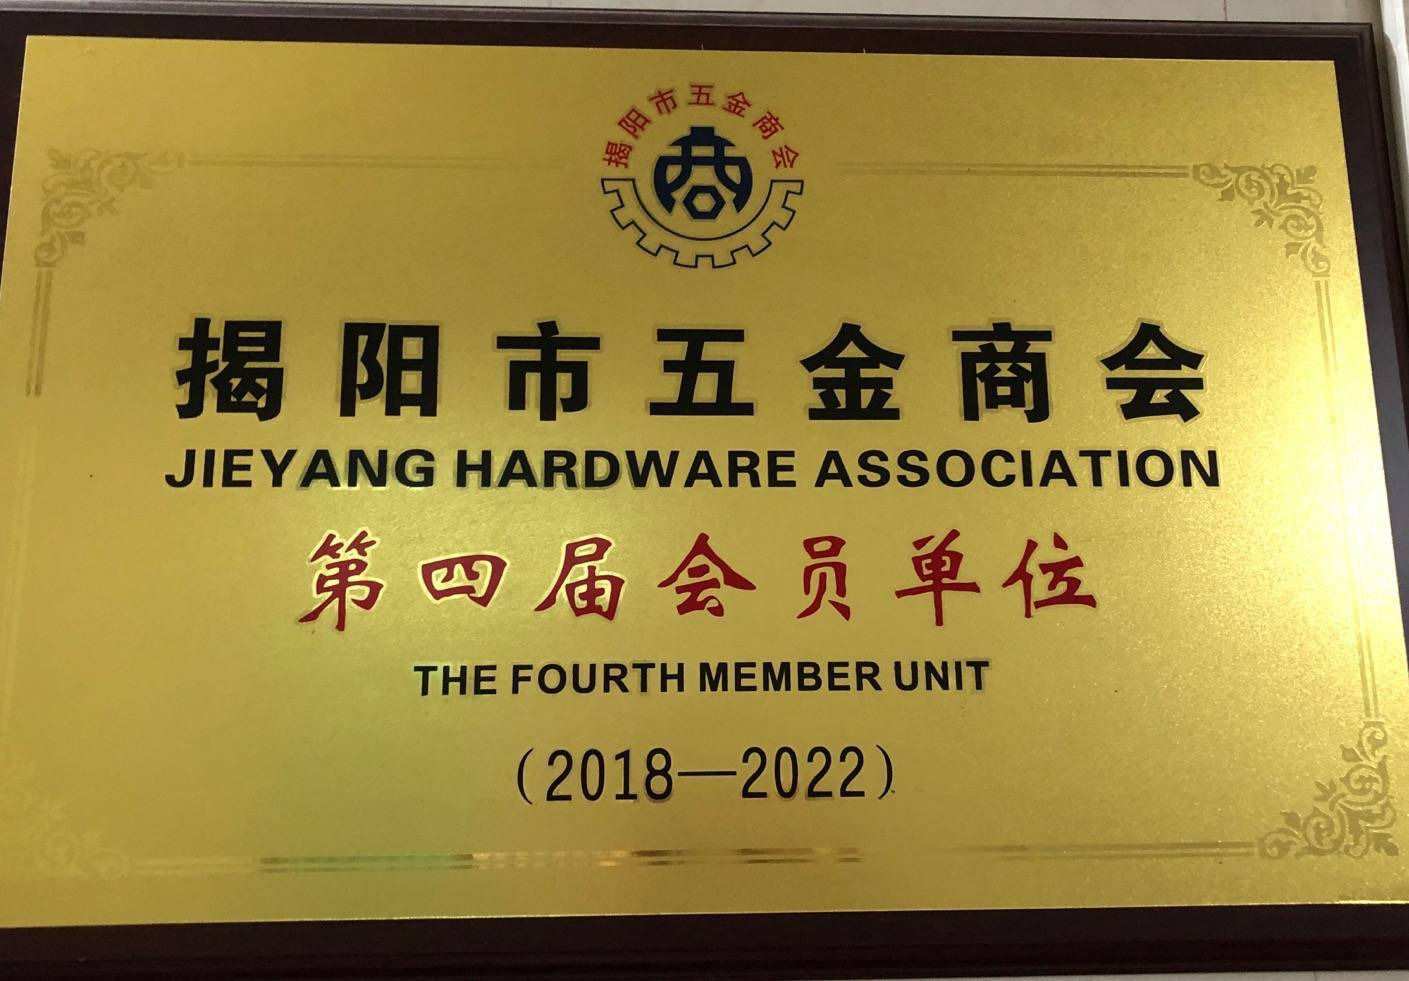 揭阳市五金商会
揭阳市五金商会
JIEYANG HARDWARE ASSOCIATION
第四届会员单位
THE FOURTH MEMBER UNIT
(2018—2022)